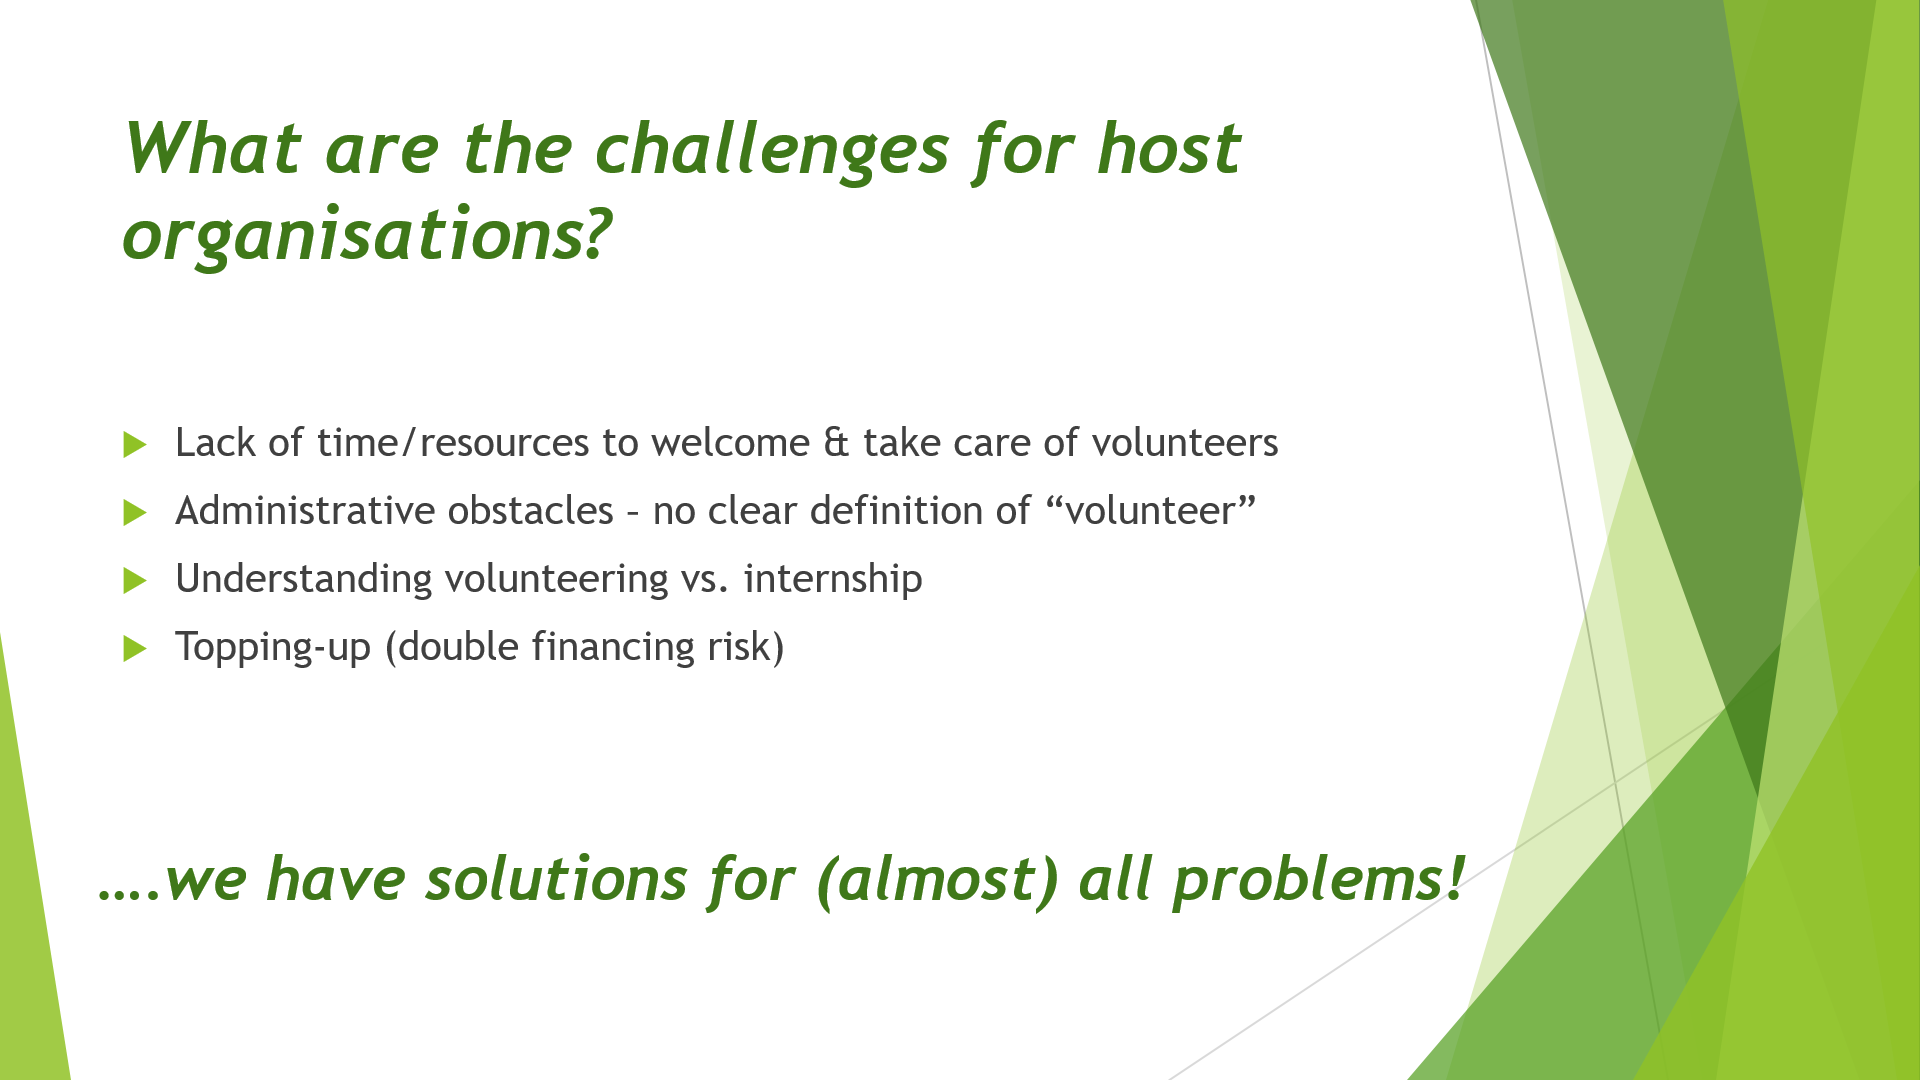 What are the challenges for host
organisations?
Lack of time/resources to welcome & take care of volunteers
Administrative obstacles – no clear definition of “volunteer”
Understanding volunteering vs. internship
Topping-up (double financing risk)
….we have solutions for (almost) all problems!